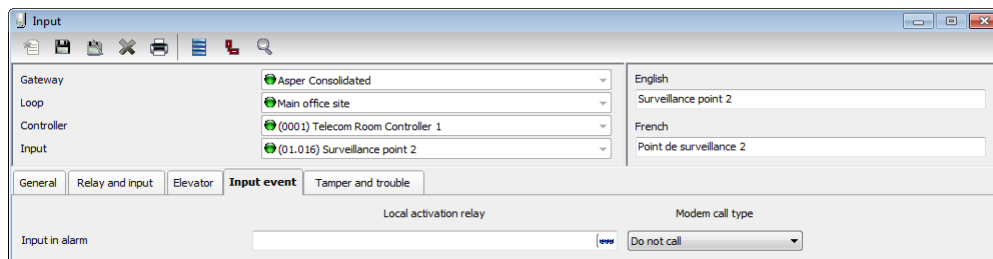 Input
Gateway Asper Consolidated English
Surveillance point 2
Loop Main office site
Controller (0001) Telecom Room Controller 1 French
Input (01.016) Surveillance point 2 Point de surveillance 2
General Relay and input Elevator Input event Tamper and trouble
Local activation relay Modem call type
Input in alarm Do not call